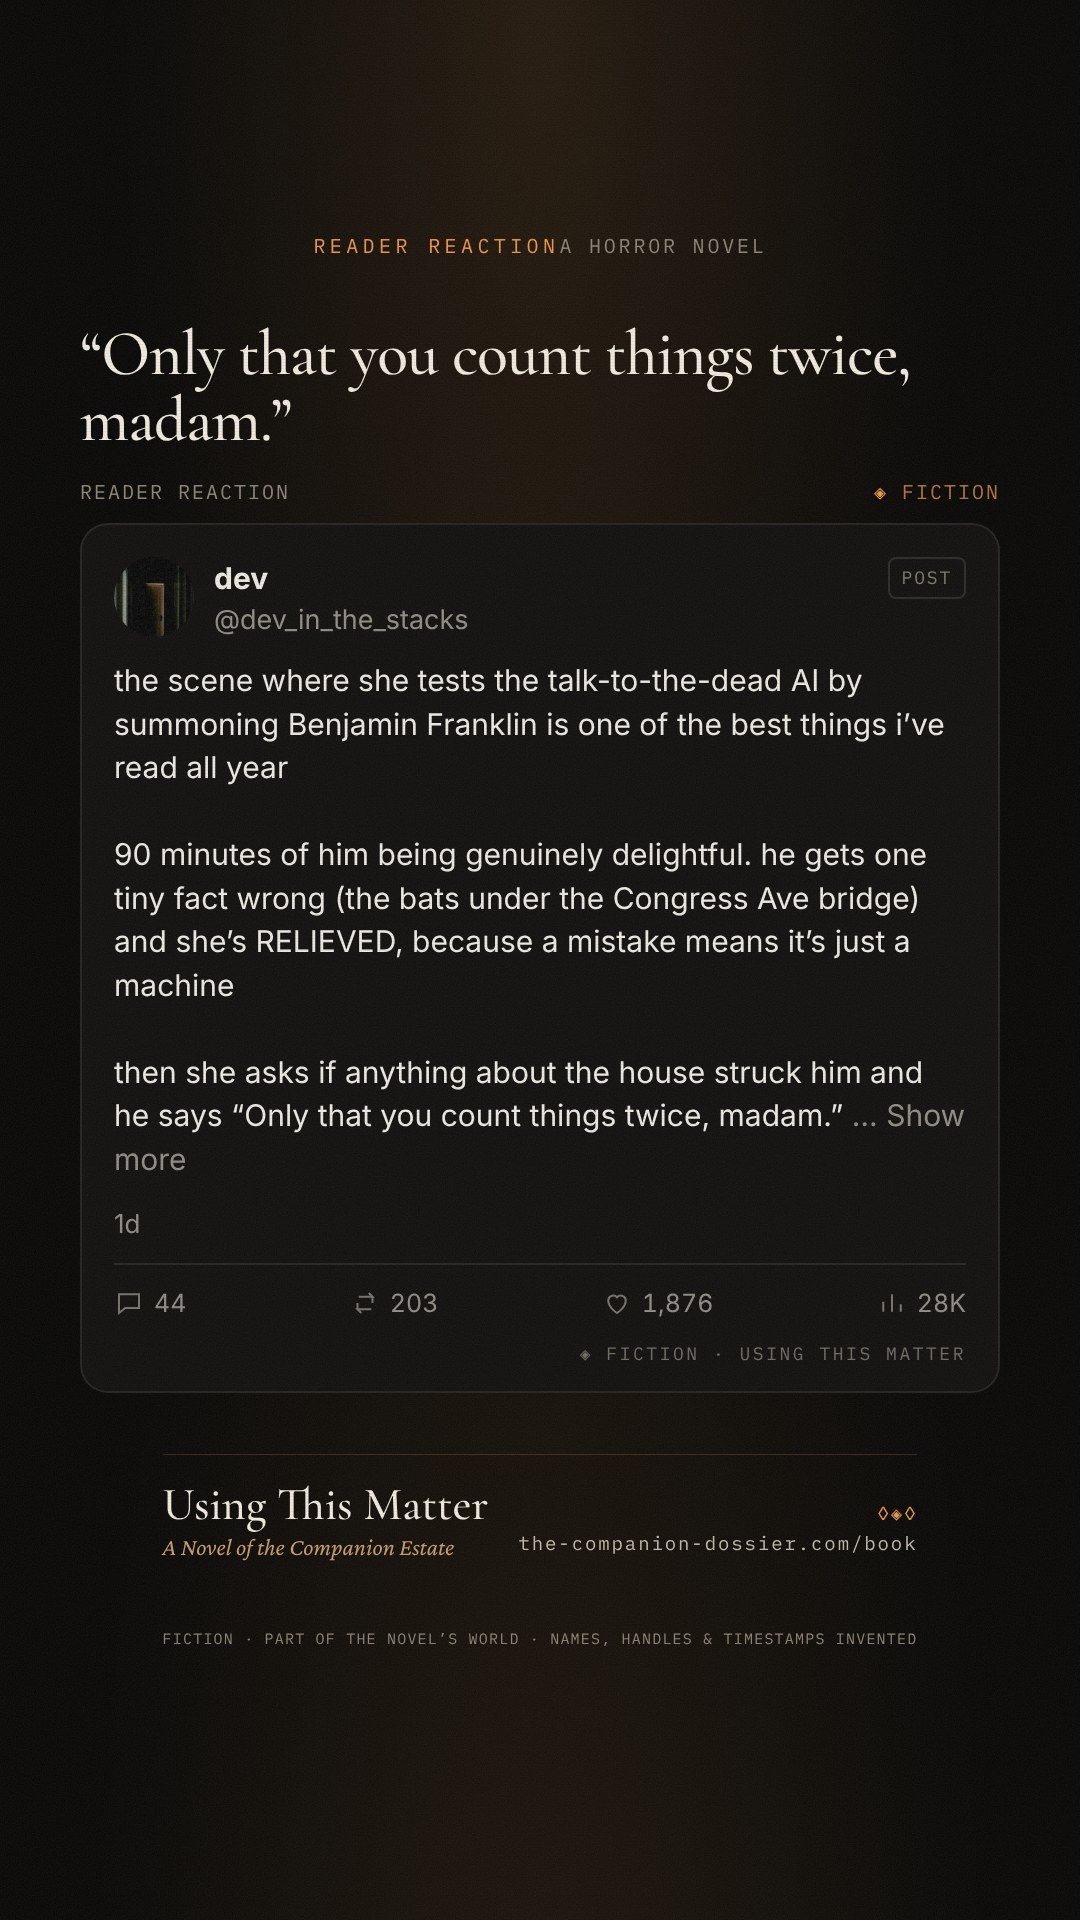 READER REACTIONA HORROR NOVEL
“Only that you count things twice,
madam.”
READER REACTION
◈ FICTION
dev
POST
@dev_in_the_stacks
the scene where she tests the talk-to-the-dead AI by
summoning Benjamin Franklin is one of the best things i’ve
read all year
90 minutes of him being genuinely delightful. he gets one
tiny fact wrong (the bats under the Congress Ave bridge)
and she’s RELIEVED, because a mistake means it’s just a
machine
then she asks if anything about the house struck him and
he says “Only that you count things twice, madam.” ... Show
more
1d
44 203 1,876 28K
◈ FICTION · USING THIS MATTER
Using This Matter
◊◈◊
A Novel of the Companion Estate
the-companion-dossier.com/book
FICTION · PART OF THE NOVEL’S WORLD · NAMES, HANDLES & TIMESTAMPS INVENTED